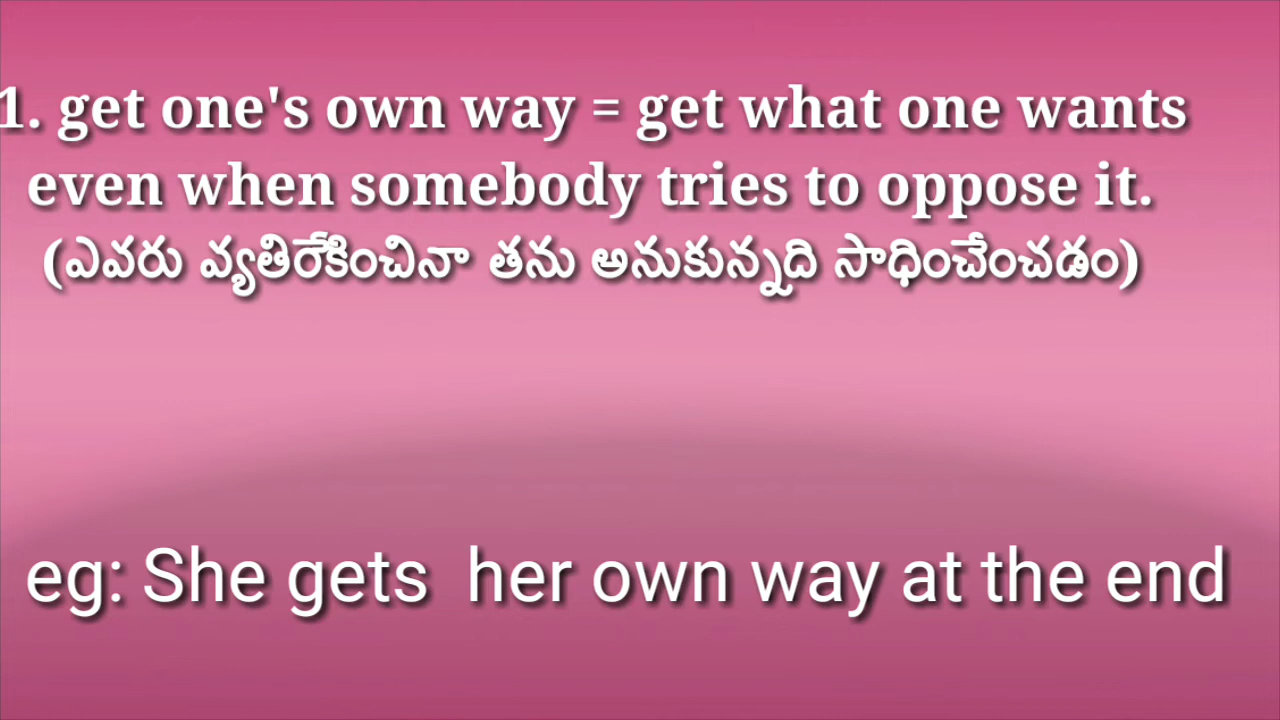 1. get one's own way = get what one wants
even when somebody tries to oppose it.
(ఎవరు వ్యతిరేకించినా తను అనుకున్నది సాధించేంచడం)
eg: She gets  her own way at the end